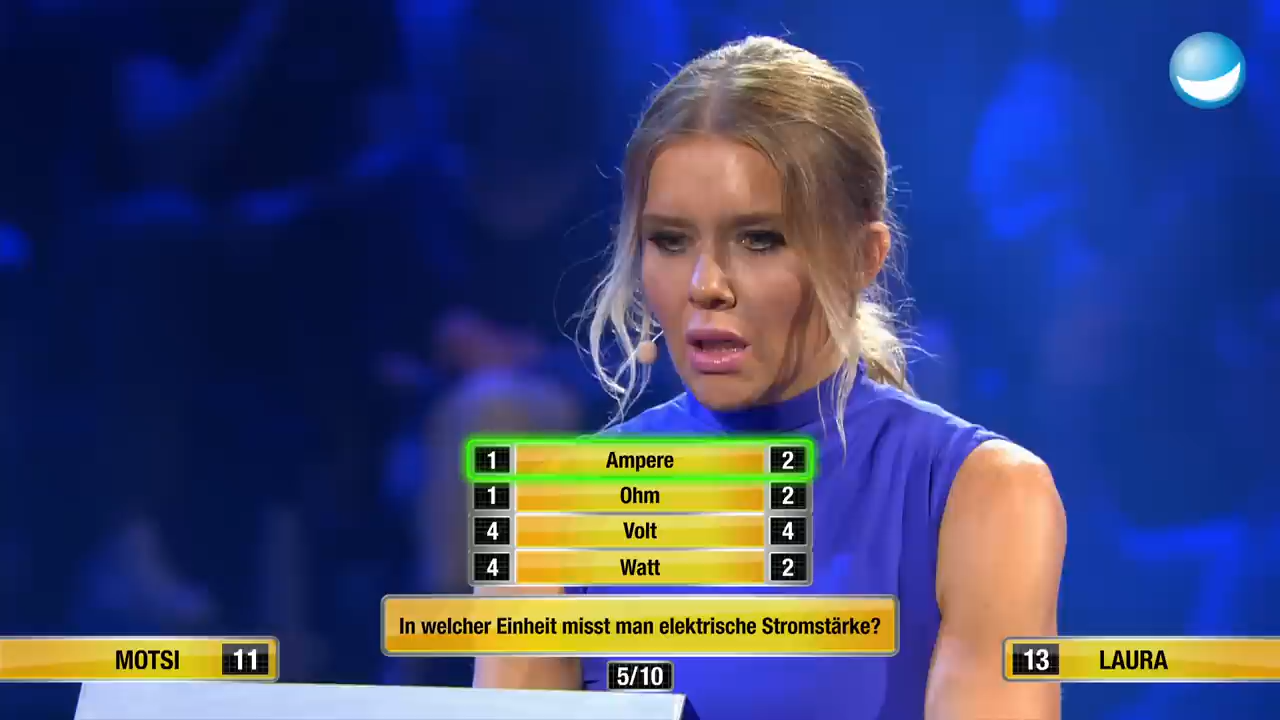 1 Ampere 2
1 Ohm 2
4 Volt 4
4 Watt 2
In welcher Einheit misst man elektrische Stromstärke?
MOTSI 11
5/10
13 LAURA